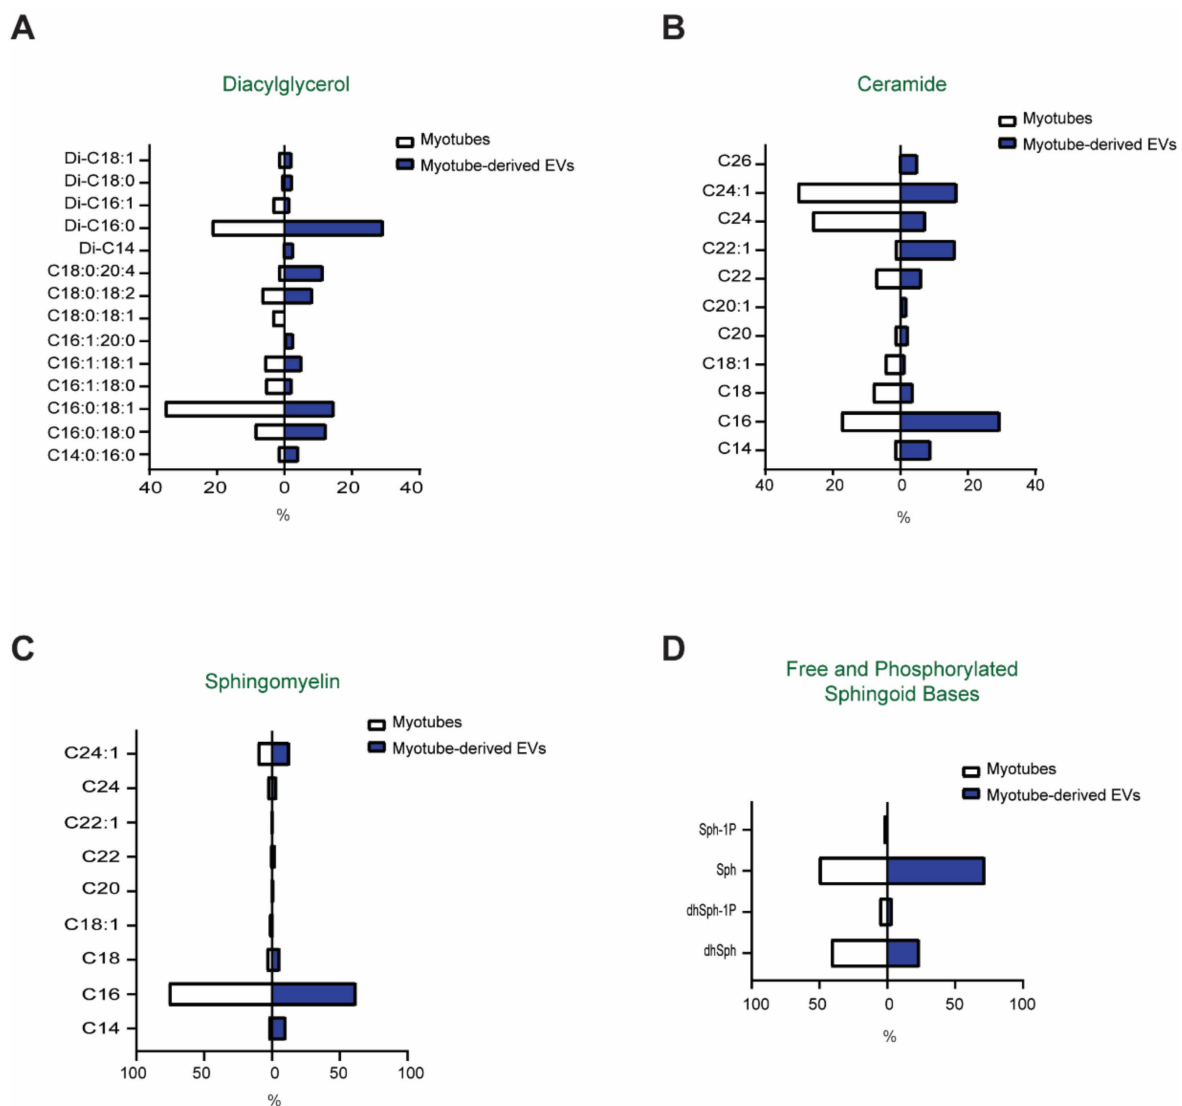 A
Diacylglycerol
Myotubes
Myotube-derived EVs
Di-C18:1
Di-C18:0
Di-C16:1
Di-C16:0
Di-C14
C18:0:20:4
C18:0:18:2
C18:0:18:1
C16:1:20:0
C16:1:18:1
C16:1:18:0
C16:0:18:1
C16:0:18:0
C14:0:16:0
40 20 0 20 40
%
B
Ceramide
Myotubes
Myotube-derived EVs
C26
C24:1
C24
C22:1
C22
C20:1
C20
C18:1
C18
C16
C14
40 20 0 20 40
%
C
Sphingomyelin
Myotubes
Myotube-derived EVs
C24:1
C24
C22:1
C22
C20
C18:1
C18
C16
C14
100 50 0 50 100
%
D
Free and Phosphorylated
Sphingoid Bases
Myotubes
Myotube-derived EVs
Sph-1P
Sph
dhSph-1P
dhSph
100 50 0 50 100
%